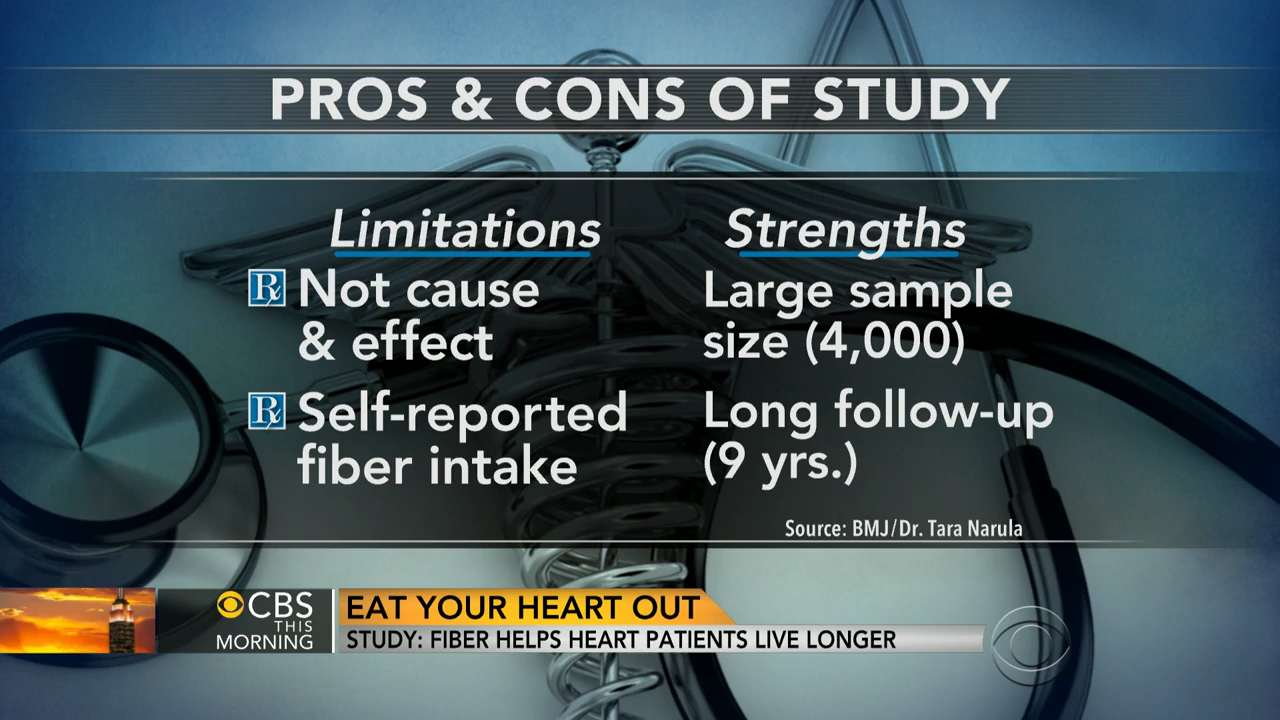 PROS & CONS OF STUDY
Limitations
Rx Not cause
& effect
Rx Self-reported
fiber intake
Strengths
Large sample
size (4,000)
Long follow-up
(9 yrs.)
Source: BMJ/Dr. Tara Narula
CBS
THIS
MORNING
EAT YOUR HEART OUT
STUDY: FIBER HELPS HEART PATIENTS LIVE LONGER